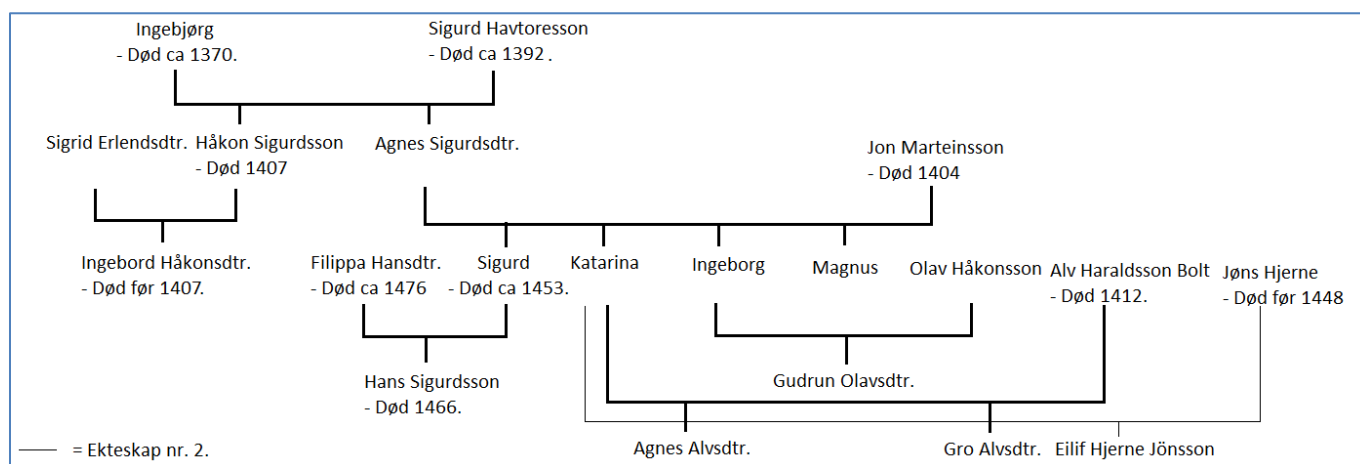 Ingebjørg
- Død ca 1370.
Sigurd Havtoresson
- Død ca 1392 .
Sigrid Erlendsdtr.
Håkon Sigurdsson
- Død 1407
Agnes Sigurdsdtr.
Jon Marteinsson
- Død 1404
Ingebord Håkonsdtr.
- Død før 1407.
Filippa Hansdtr.
- Død ca 1476
Sigurd
- Død ca 1453.
Katarina
Ingeborg
Magnus
Olav Håkonsson
Alv Haraldsson Bolt
- Død 1412.
Jøns Hjerne
- Død før 1448
Hans Sigurdsson
- Død 1466.
Gudrun Olavsdtr.
Agnes Alvsdtr.
Gro Alvsdtr.
Eilif Hjerne Jönsson
= Ekteskap nr. 2.